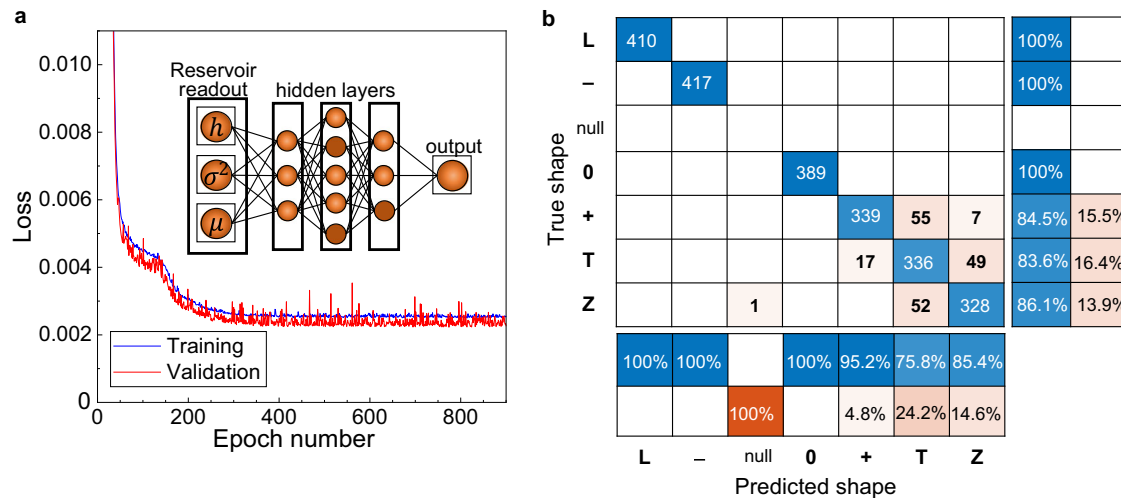 a
0.010
0.008
0.006
0.004
0.002
0
Loss
Reservoir
readout
hidden layers
output
h
σ²
μ
Training
Validation
0
200
400
600
800
Epoch number
b
True shape
L 410 100%
– 417 100%
null
0 389 100%
+ 339 55 7 84.5% 15.5%
T 17 336 49 83.6% 16.4%
Z 1 52 328 86.1% 13.9%
100% 100% 100% 95.2% 75.8% 85.4%
100% 4.8% 24.2% 14.6%
L – null 0 + T Z
Predicted shape